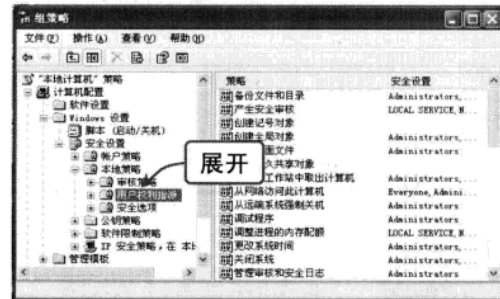 组策略
文件(F) 操作(A) 查看(V) 帮助(H)
"本地计算机" 策略
计算机配置
软件设置
Windows 设置
脚本 (启动/关机)
安全设置
帐户策略
本地策略
审核策略
用户权利指派
安全选项
公钥策略
软件限制策略
IP 安全策略，在 本
管理模板
展开
策略 安全设置
备份文件和目录 Administrators,...
产生安全审核 LOCAL SERVICE,N...
创建记号对象
创建全局对象 Administrators,...
面文件 Administrators
久共享对象
工作站中取出计算机 Administrators,...
从网络访问此计算机 Everyone,Admini...
从远端系统强制关机 Administrators
调试程序 Administrators
调整进程的内存配额 LOCAL SERVICE,N...
更改系统时间 Administrators,...
关闭系统 Administrators,...
管理审核和安全日志 Administrators